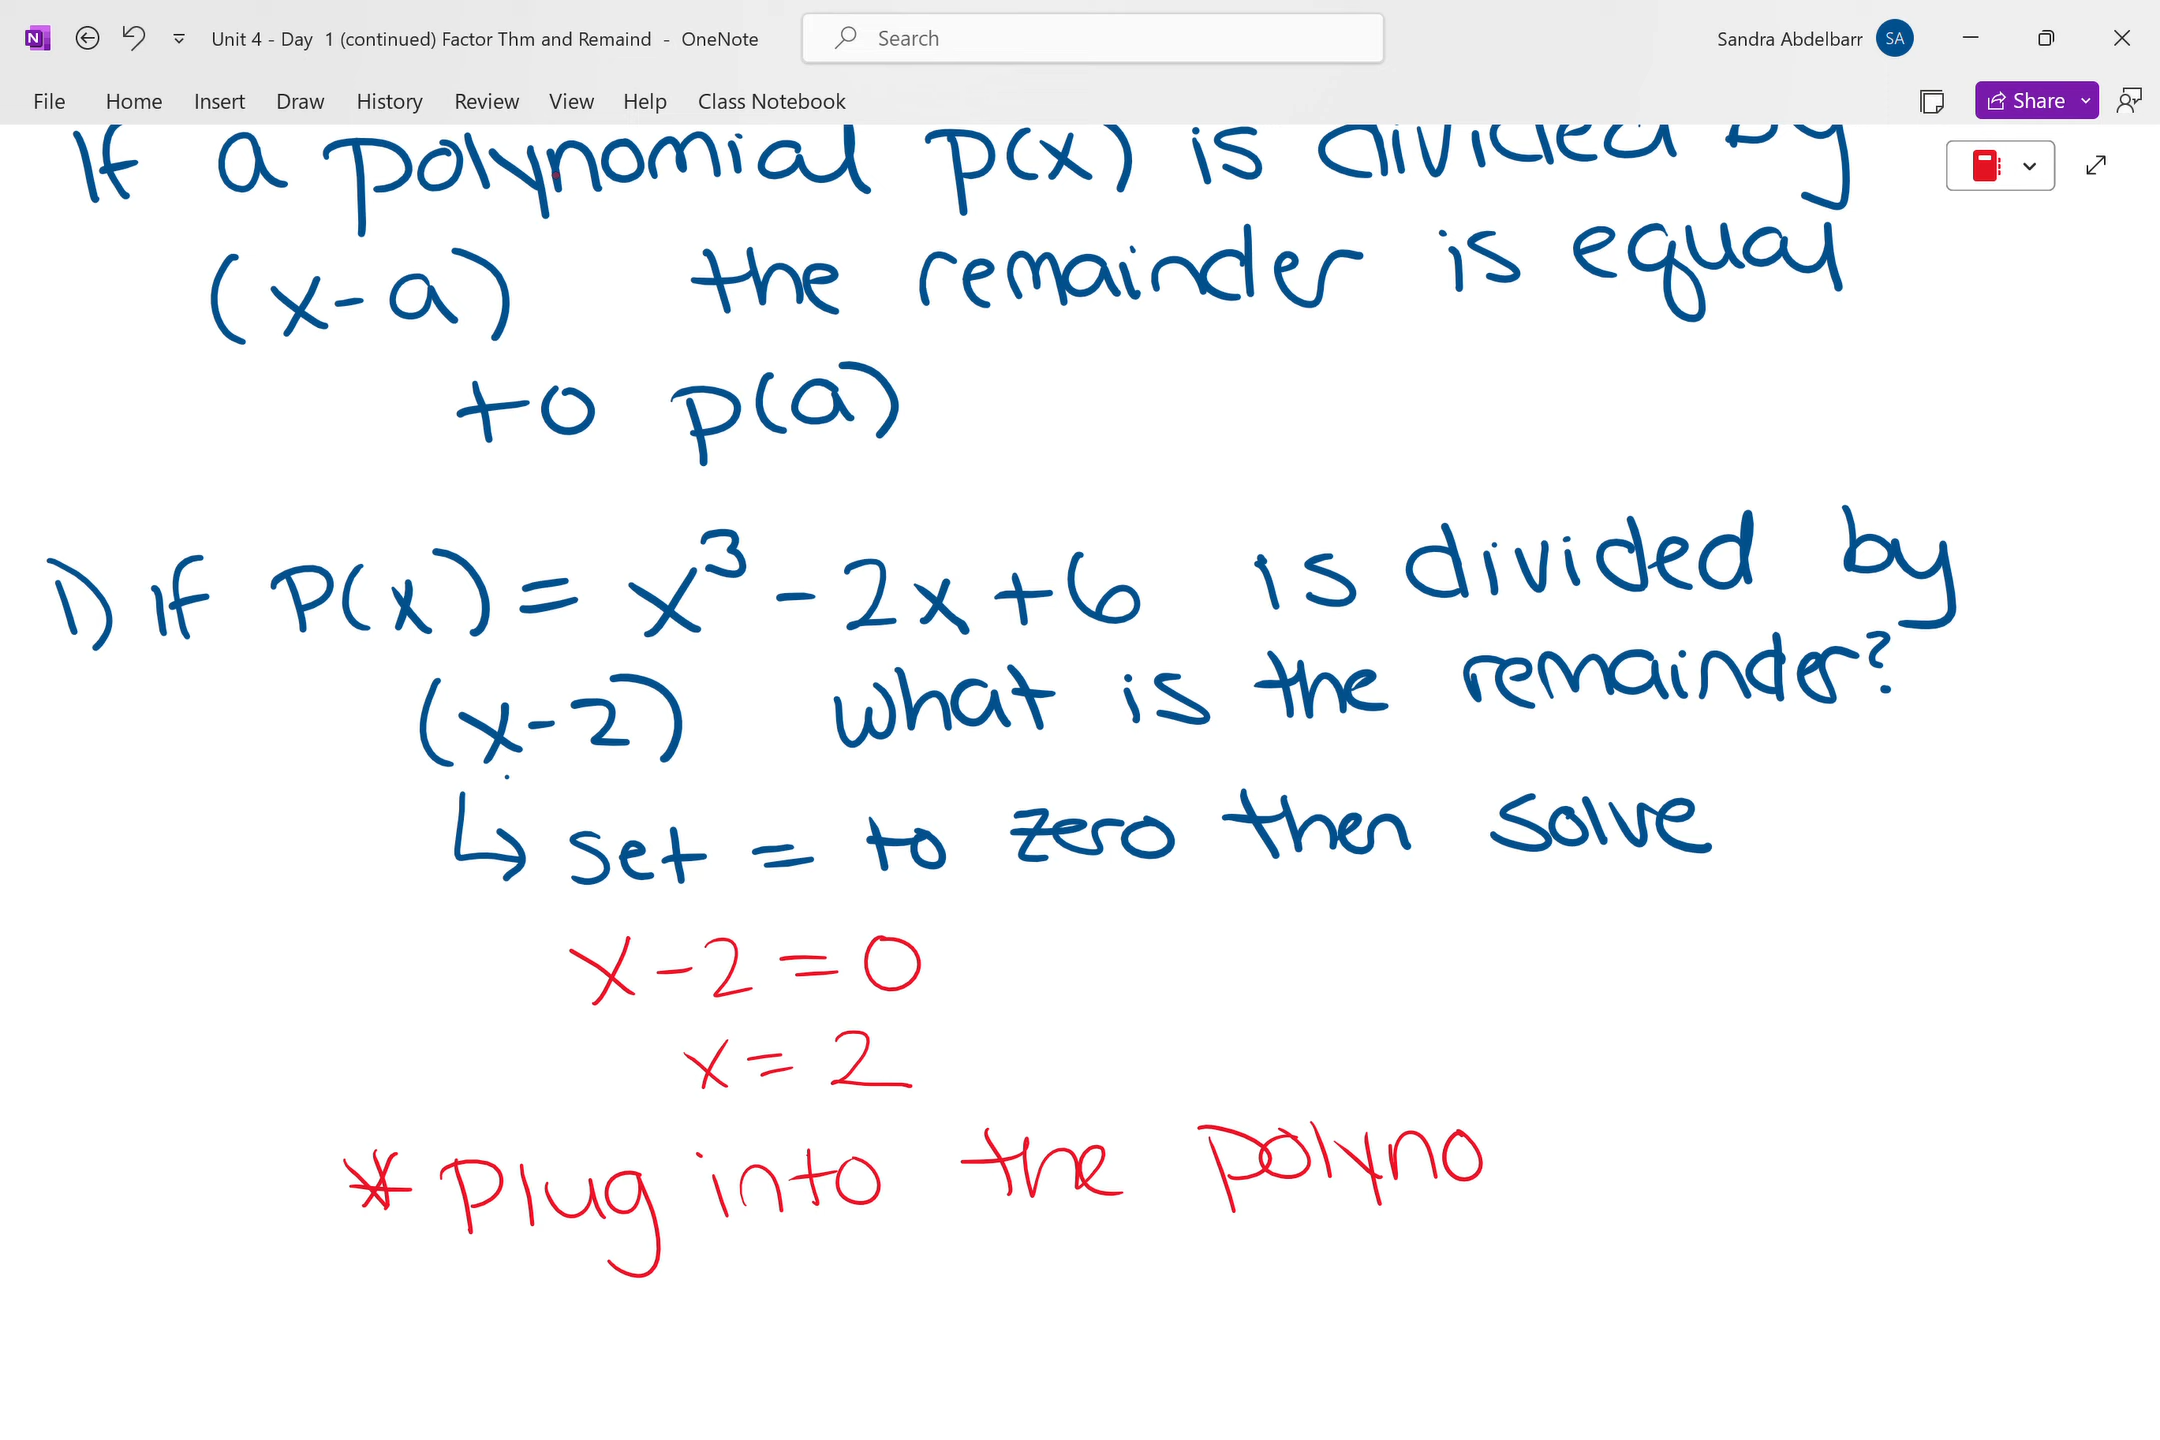 Unit 4 - Day 1 (continued) Factor Thm and Remaind - OneNote
Search
Sandra Abdelbarr SA
File Home Insert Draw History Review View Help Class Notebook Share
If a polynomial p(x) is divided by
(x-a) the remainder is equal
to p(a)
1) If P(x) = x³ - 2x + 6 is divided by
(x-2) what is the remainder?
↳ set = to zero then solve
x - 2 = 0
x = 2
* Plug into the polyno